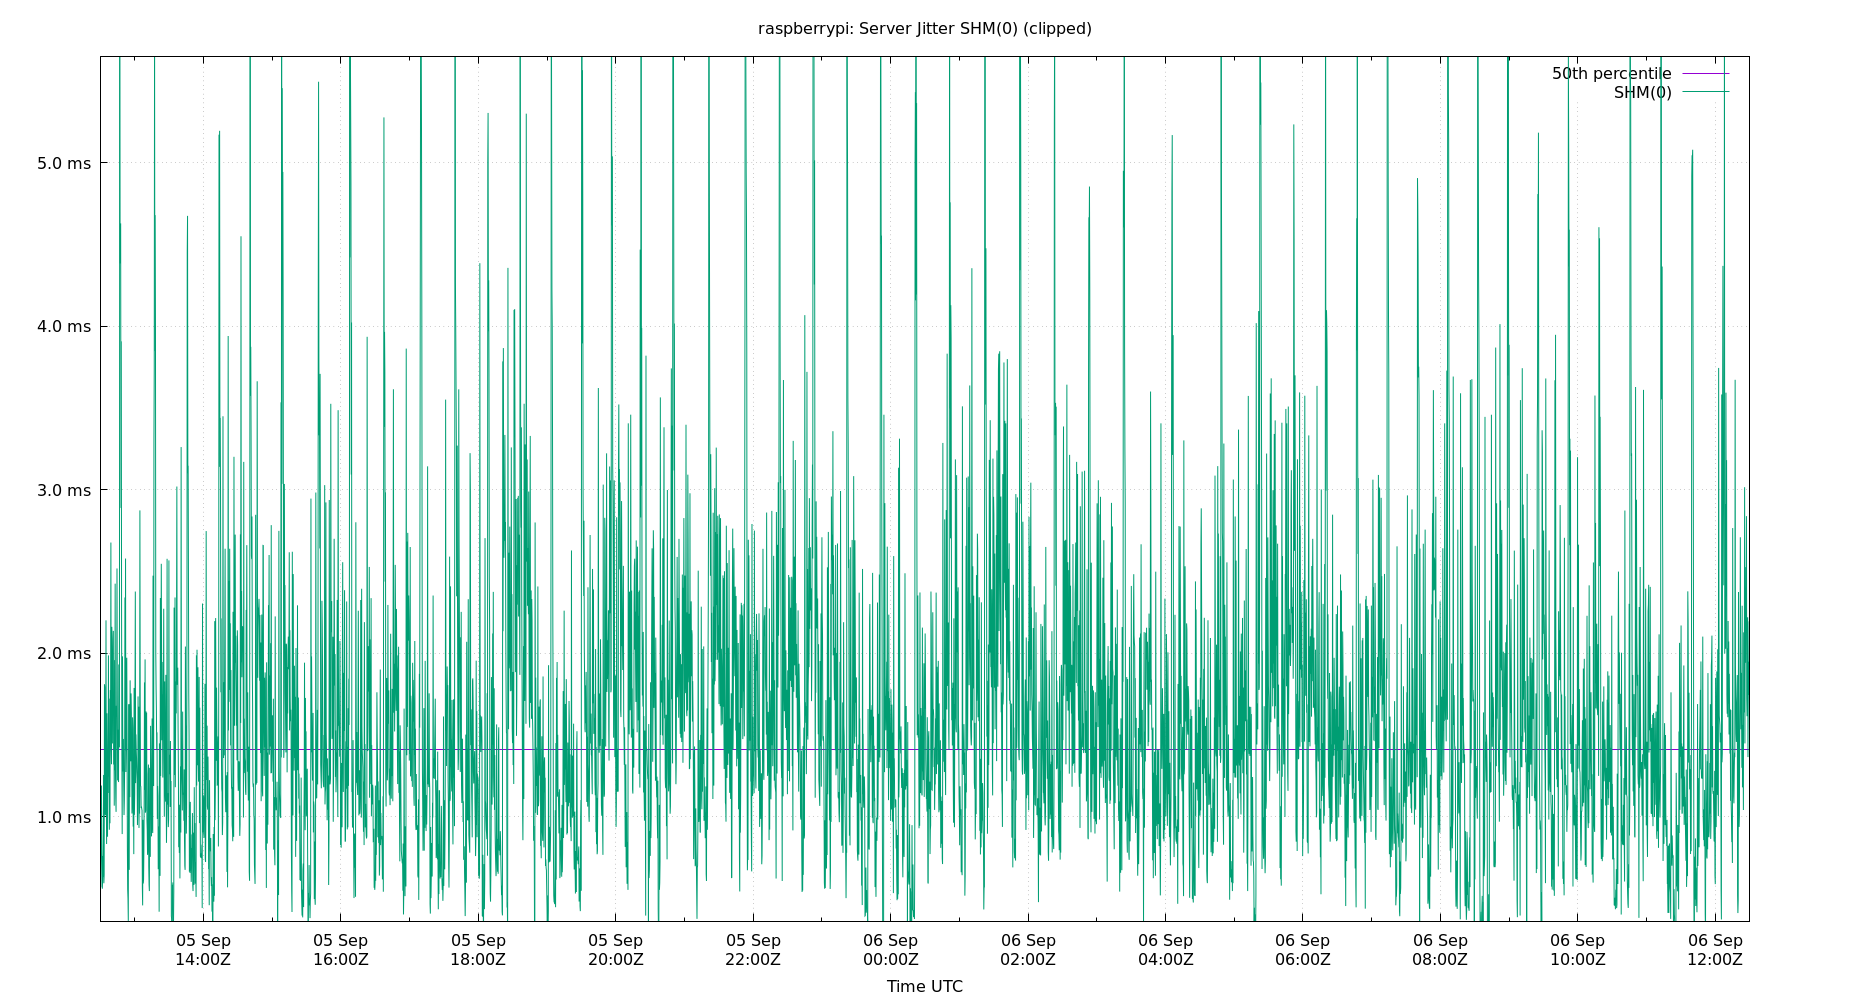 raspberrypi: Server Jitter SHM(0) (clipped)
50th percentile
SHM(0)
5.0 ms
4.0 ms
3.0 ms
2.0 ms
1.0 ms
05 Sep 05 Sep 05 Sep 05 Sep 05 Sep 06 Sep 06 Sep 06 Sep 06 Sep 06 Sep 06 Sep 06 Sep
14:00Z 16:00Z 18:00Z 20:00Z 22:00Z 00:00Z 02:00Z 04:00Z 06:00Z 08:00Z 10:00Z 12:00Z
Time UTC